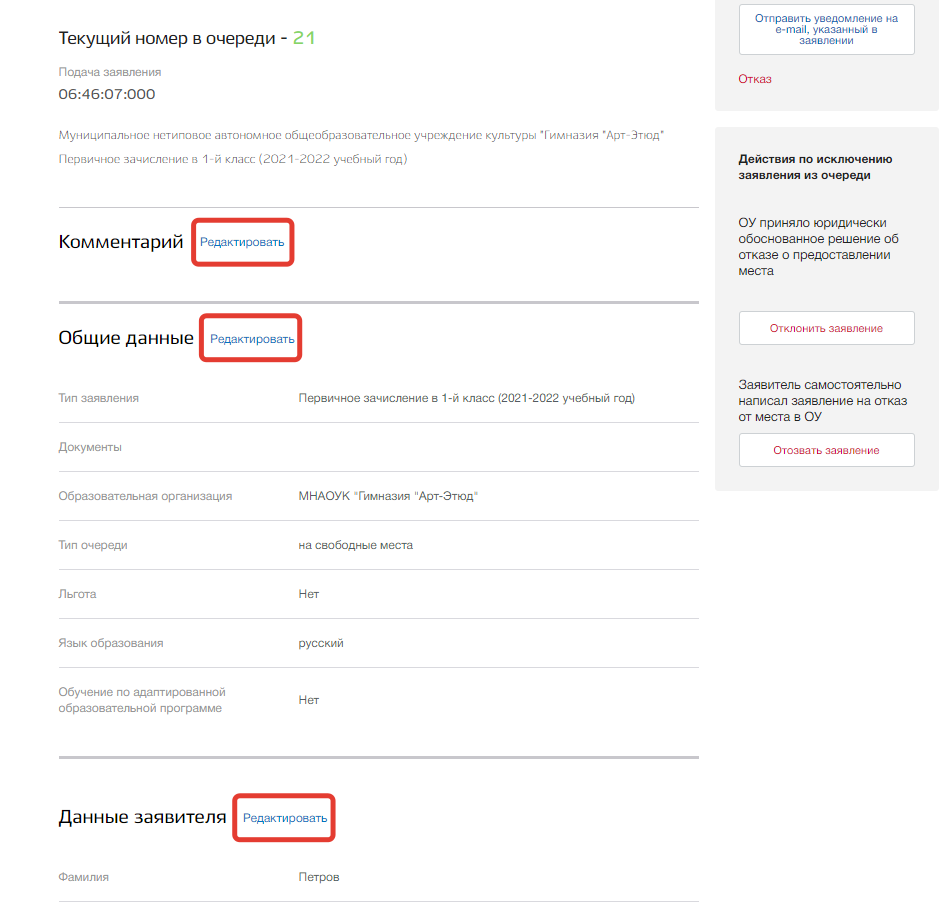 Текущий номер в очереди - 21
Подача заявления
06:46:07:000
Муниципальное нетиповое автономное общеобразовательное учреждение культуры "Гимназия "Арт-Этюд"
Первичное зачисление в 1-й класс (2021-2022 учебный год)
Комментарий Редактировать
Общие данные Редактировать
Тип заявления Первичное зачисление в 1-й класс (2021-2022 учебный год)
Документы
Образовательная организация МНАОУК "Гимназия "Арт-Этюд"
Тип очереди на свободные места
Льгота Нет
Язык образования русский
Обучение по адаптированной
образовательной программе Нет
Данные заявителя Редактировать
Фамилия Петров
Отправить уведомление на
e-mail, указанный в
заявлении
Отказ
Действия по исключению
заявления из очереди
ОУ приняло юридически
обоснованное решение об
отказе о предоставлении
места
Отклонить заявление
Заявитель самостоятельно
написал заявление на отказ
от места в ОУ
Отозвать заявление